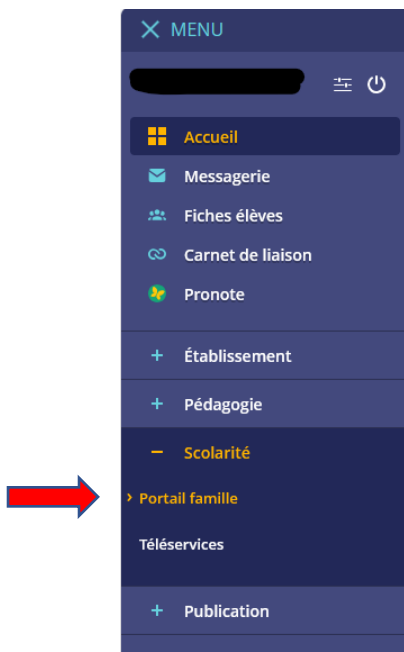 MENU
Accueil
Messagerie
Fiches élèves
Carnet de liaison
Pronote
+ Établissement
+ Pédagogie
− Scolarité
› Portail famille
Téléservices
+ Publication